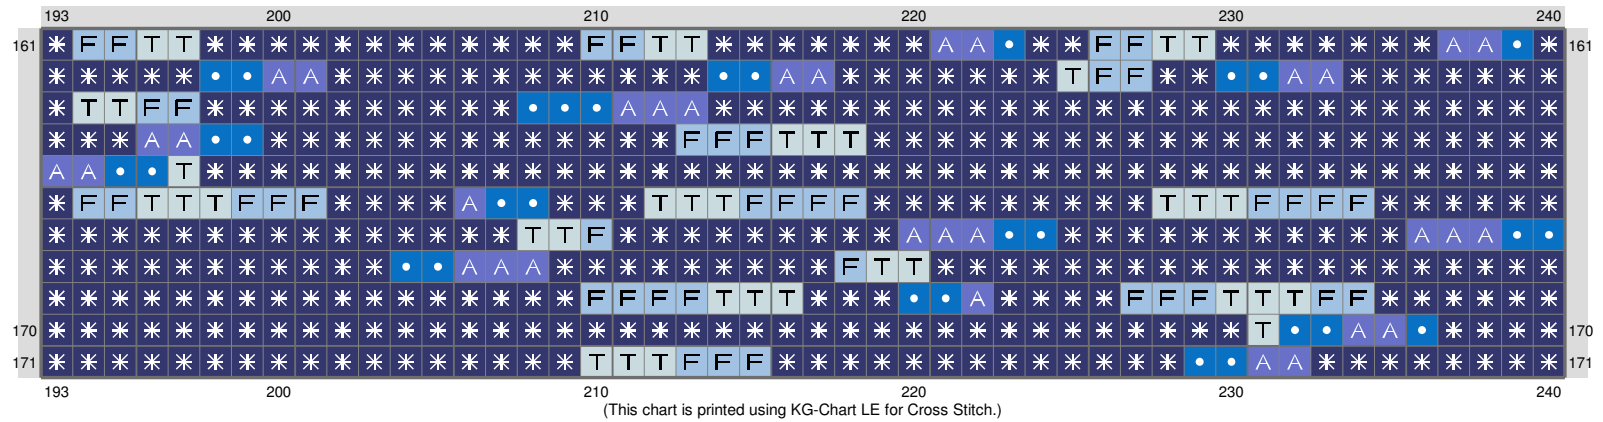 193 200 210 220 230 240
161 * F F T T * * * * * * * * * * * * F F T T * * * * * * * A A • * * F F T T * * * * * * * A A • * 161
* * * * * • • A A * * * * * * * * * * * * • • A A * * * * * * * T F F * * • • A A * * * * * * *
* T T F F * * * * * * * * * * • • • A A A * * * * * * * * * * * * * * * * * * * * * * * * * * *
* * * A A • • * * * * * * * * * * * * * F F F T T T * * * * * * * * * * * * * * * * * * * * * *
A A • • T * * * * * * * * * * * * * * * * * * * * * * * * * * * * * * * * * * * * * * * * * * *
* F F T T T F F F * * * * A • • * * * T T T F F F F * * * * * * * * * T T T F F F F * * * * * *
* * * * * * * * * * * * * * * T T F * * * * * * * * * A A A • • * * * * * * * * * * * A A A • •
* * * * * * * * * * * • • A A A * * * * * * * * * F T T * * * * * * * * * * * * * * * * * * * *
* * * * * * * * * * * * * * * * * F F F F T T T * * * • • A * * * * F F F T T T F F * * * * * *
170 * * * * * * * * * * * * * * * * * * * * * * * * * * * * * * * * * * * * * * T • • A A • * * * * 170
171 * * * * * * * * * * * * * * * * * T T T F F F * * * * * * * * * * * * * • • A A * * * * * * * * 171
193 200 210 220 230 240
(This chart is printed using KG-Chart LE for Cross Stitch.)